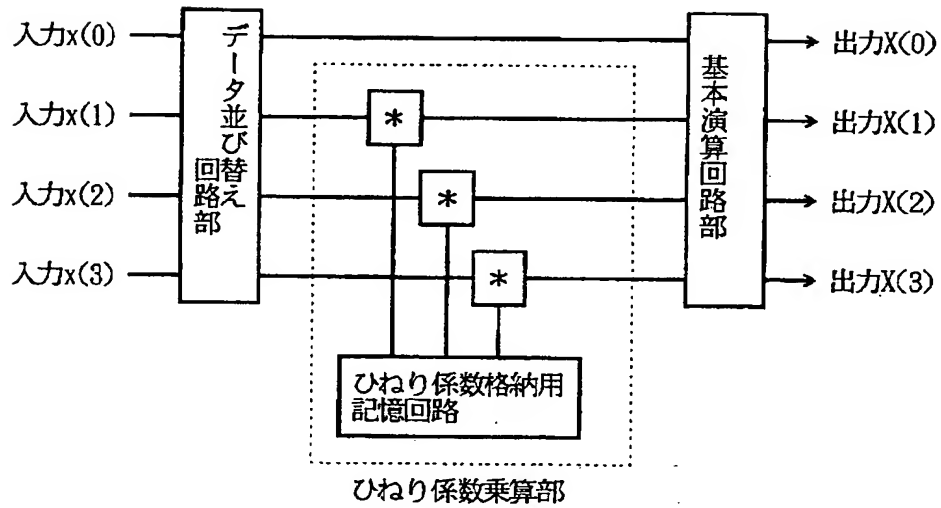 入力x(0)
入力x(1)
入力x(2)
入力x(3)
データ並び替え
回路部
*
*
*
ひねり係数格納用
記憶回路
ひねり係数乗算部
基本演算回路部
出力X(0)
出力X(1)
出力X(2)
出力X(3)